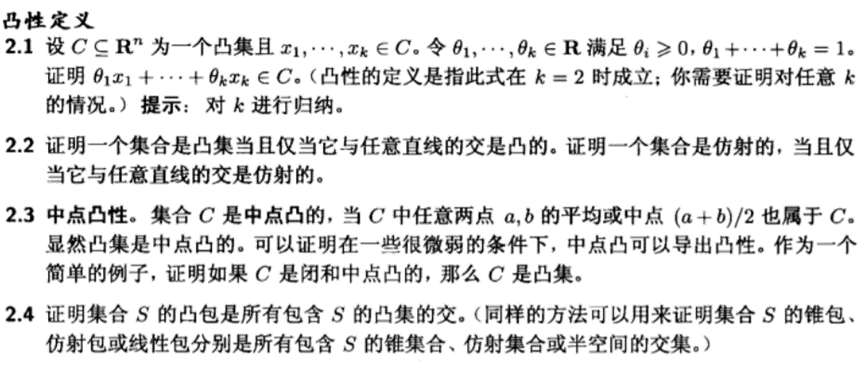 凸性定义
2.1 设 C ⊆ Rⁿ 为一个凸集且 x₁, ⋯, xₖ ∈ C。令 θ₁, ⋯, θₖ ∈ R 满足 θᵢ ⩾ 0, θ₁ + ⋯ + θₖ = 1。
证明 θ₁x₁ + ⋯ + θₖxₖ ∈ C。(凸性的定义是指此式在 k = 2 时成立; 你需要证明对任意 k
的情况。) 提示: 对 k 进行归纳。
2.2 证明一个集合是凸集当且仅当它与任意直线的交是凸的。证明一个集合是仿射的, 当且仅
当它与任意直线的交是仿射的。
2.3 中点凸性。集合 C 是中点凸的, 当 C 中任意两点 a, b 的平均或中点 (a + b)/2 也属于 C。
显然凸集是中点凸的。可以证明在一些很微弱的条件下, 中点凸可以导出凸性。作为一个
简单的例子, 证明如果 C 是闭和中点凸的, 那么 C 是凸集。
2.4 证明集合 S 的凸包是所有包含 S 的凸集的交。(同样的方法可以用来证明集合 S 的锥包、
仿射包或线性包分别是所有包含 S 的锥集合、仿射集合或半空间的交集。)